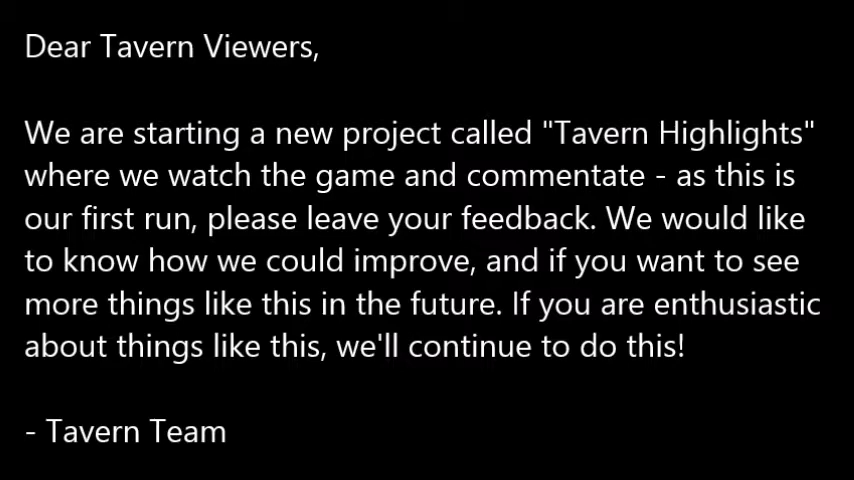 Dear Tavern Viewers,
We are starting a new project called "Tavern Highlights"
where we watch the game and commentate - as this is
our first run, please leave your feedback. We would like
to know how we could improve, and if you want to see
more things like this in the future. If you are enthusiastic
about things like this, we'll continue to do this!
- Tavern Team